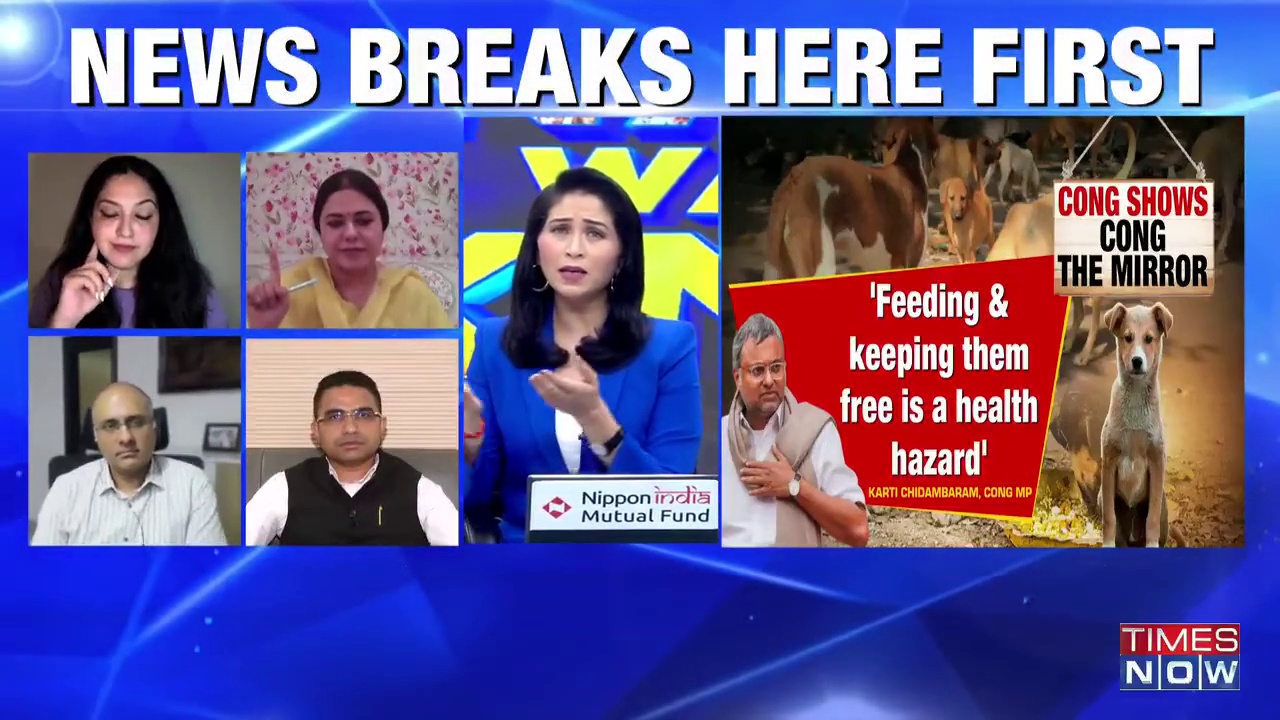 NEWS BREAKS HERE FIRST
CONG SHOWS
CONG
THE MIRROR
'Feeding &
keeping them
free is a health
hazard'
KARTI CHIDAMBARAM, CONG MP
Nippon india
Mutual Fund
TIMES
NOW